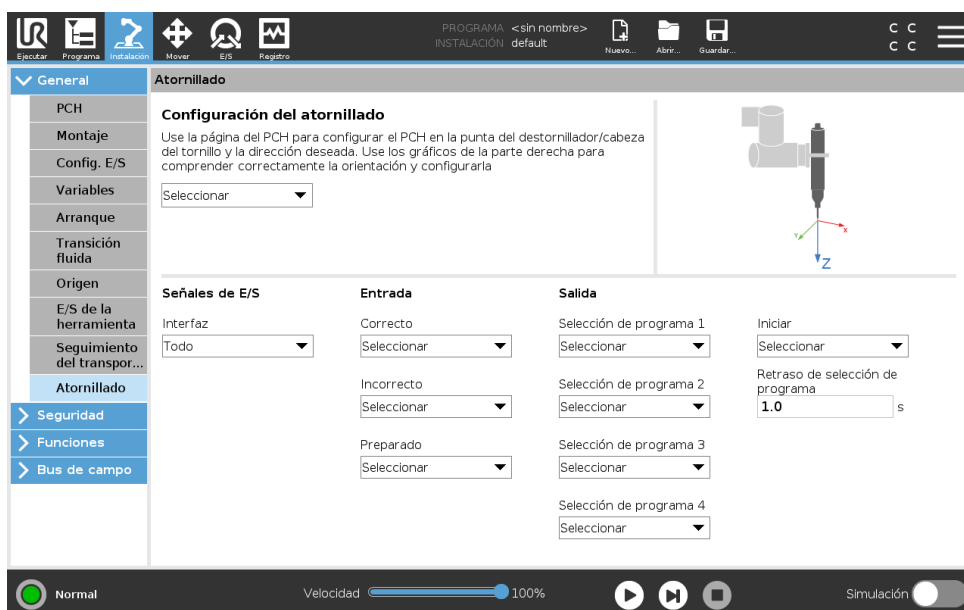 PROGRAMA <sin nombre>
INSTALACIÓN default
Ejecutar
Programa
Instalación
Mover
E/S
Registro
Nuevo...
Abrir...
Guardar...
C C
C C
General
PCH
Montaje
Config. E/S
Variables
Arranque
Transición
fluida
Origen
E/S de la
herramienta
Seguimiento
del transpor...
Atornillado
Seguridad
Funciones
Bus de campo
Atornillado
Configuración del atornillado
Use la página del PCH para configurar el PCH en la punta del destornillador/cabeza
del tornillo y la dirección deseada. Use los gráficos de la parte derecha para
comprender correctamente la orientación y configurarla
Seleccionar
Y
X
Z
Señales de E/S
Interfaz
Todo
Entrada
Correcto
Seleccionar
Incorrecto
Seleccionar
Preparado
Seleccionar
Salida
Selección de programa 1
Seleccionar
Selección de programa 2
Seleccionar
Selección de programa 3
Seleccionar
Selección de programa 4
Seleccionar
Iniciar
Seleccionar
Retraso de selección de
programa
1.0 s
Normal
Velocidad 100%
Simulación